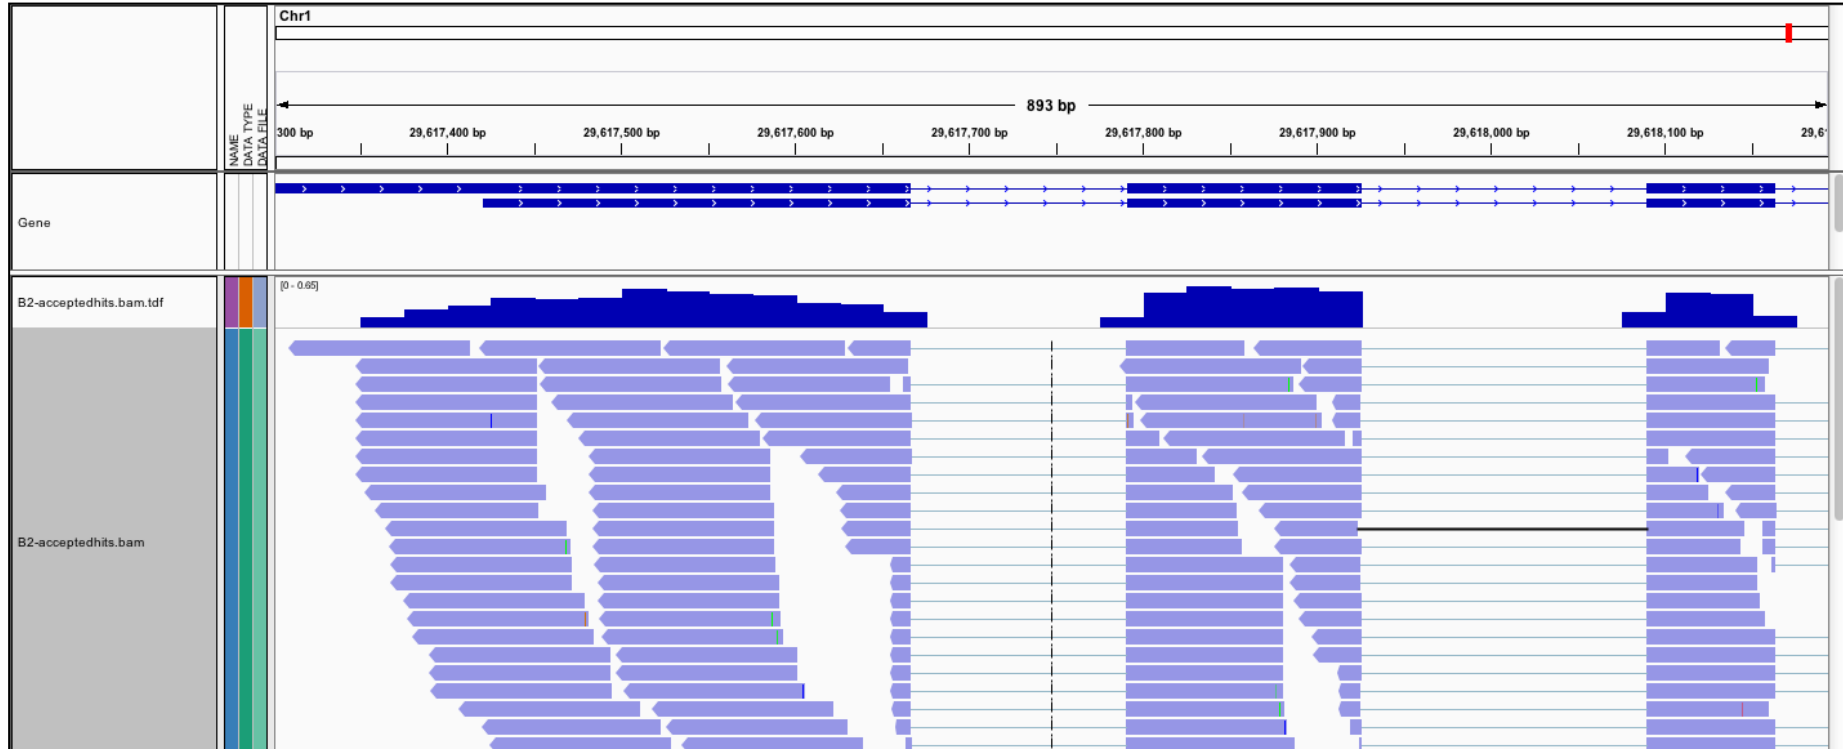 Chr1
893 bp
300 bp 29,617,400 bp 29,617,500 bp 29,617,600 bp 29,617,700 bp 29,617,800 bp 29,617,900 bp 29,618,000 bp 29,618,100 bp 29,6
NAME
DATA TYPE
DATA FILE
Gene
B2-acceptedhits.bam.tdf
[0 - 0.65]
B2-acceptedhits.bam